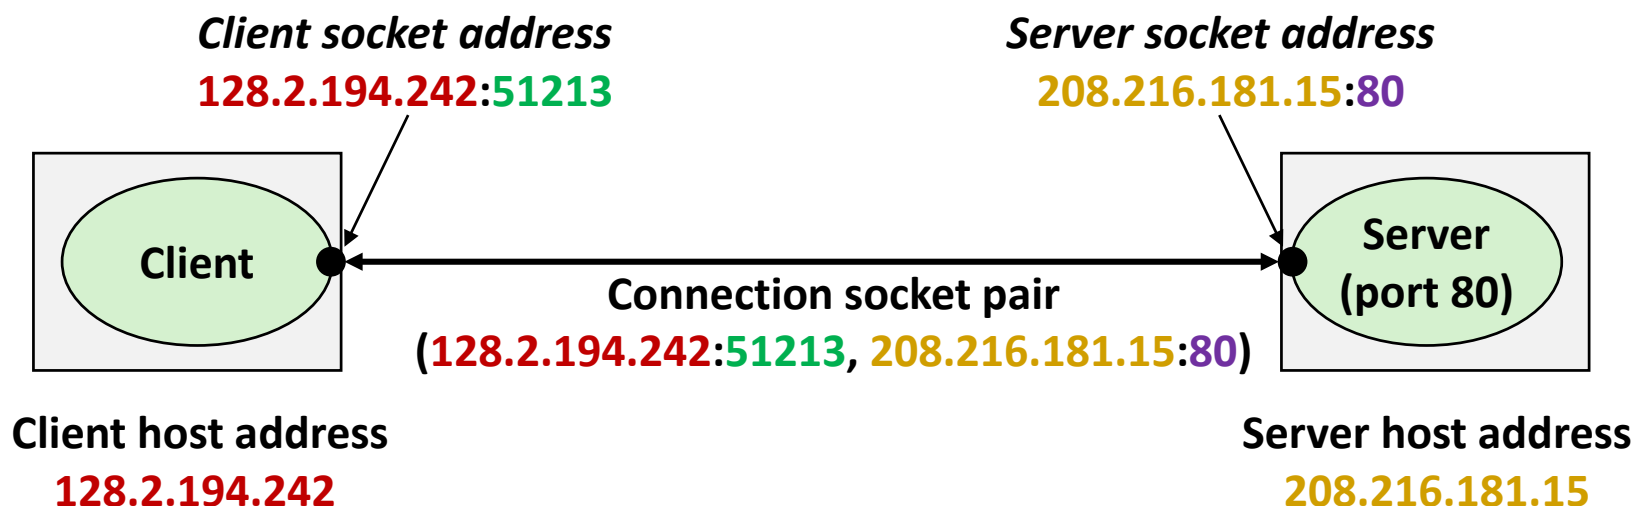 Client socket address
128.2.194.242:51213
Server socket address
208.216.181.15:80
Client
Server
(port 80)
Connection socket pair
(128.2.194.242:51213, 208.216.181.15:80)
Client host address
128.2.194.242
Server host address
208.216.181.15